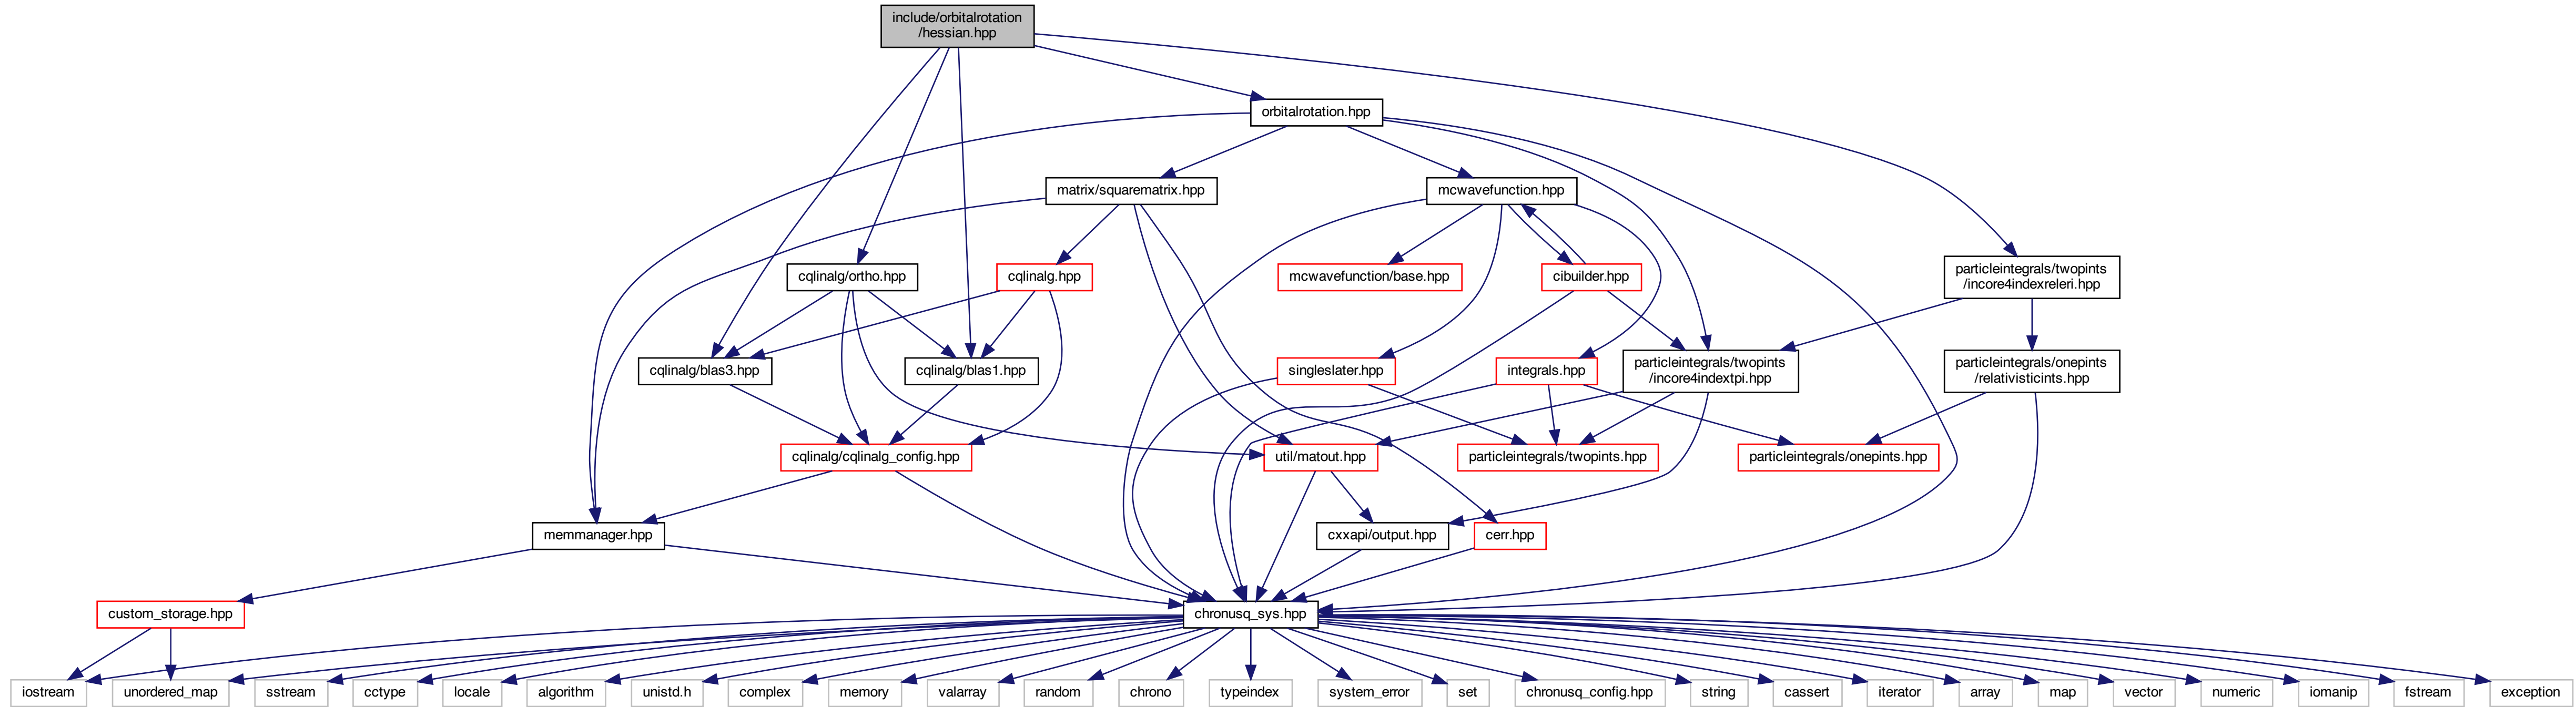 include/orbitalrotation
/hessian.hpp
orbitalrotation.hpp
matrix/squarematrix.hpp
mcwavefunction.hpp
cqlinalg/ortho.hpp
cqlinalg.hpp
mcwavefunction/base.hpp
cibuilder.hpp
particleintegrals/twopints
/incore4indexreleri.hpp
cqlinalg/blas3.hpp
cqlinalg/blas1.hpp
singleslater.hpp
integrals.hpp
particleintegrals/twopints
/incore4indextpi.hpp
particleintegrals/onepints
/relativisticints.hpp
cqlinalg/cqlinalg_config.hpp
util/matout.hpp
particleintegrals/twopints.hpp
particleintegrals/onepints.hpp
memmanager.hpp
cxxapi/output.hpp
cerr.hpp
custom_storage.hpp
chronusq_sys.hpp
iostream
unordered_map
sstream
cctype
locale
algorithm
unistd.h
complex
memory
valarray
random
chrono
typeindex
system_error
set
chronusq_config.hpp
string
cassert
iterator
array
map
vector
numeric
iomanip
fstream
exception